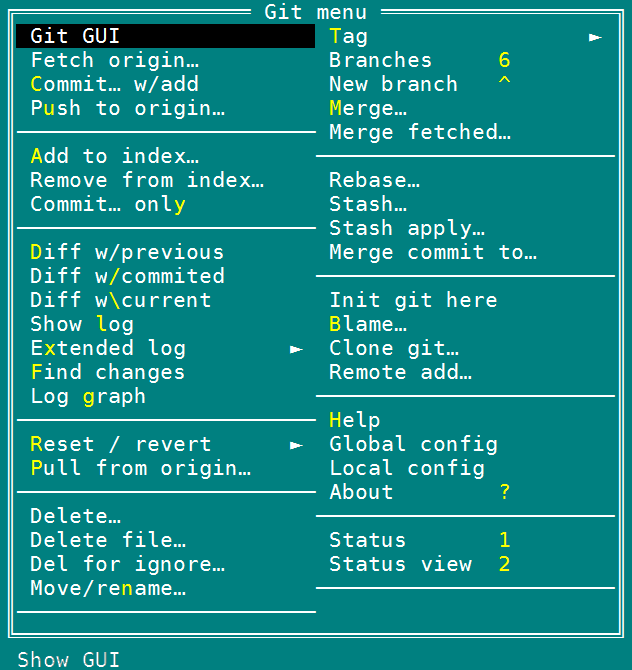 Git menu
Git GUI
Fetch origin…
Commit… w/add
Push to origin…
Add to index…
Remove from index…
Commit… only
Diff w/previous
Diff w/commited
Diff w\current
Show log
Extended log ►
Find changes
Log graph
Reset / revert ►
Pull from origin…
Delete…
Delete file…
Del for ignore…
Move/rename…
Tag ►
Branches 6
New branch ^
Merge…
Merge fetched…
Rebase…
Stash…
Stash apply…
Merge commit to…
Init git here
Blame…
Clone git…
Remote add…
Help
Global config
Local config
About ?
Status 1
Status view 2
Show GUI